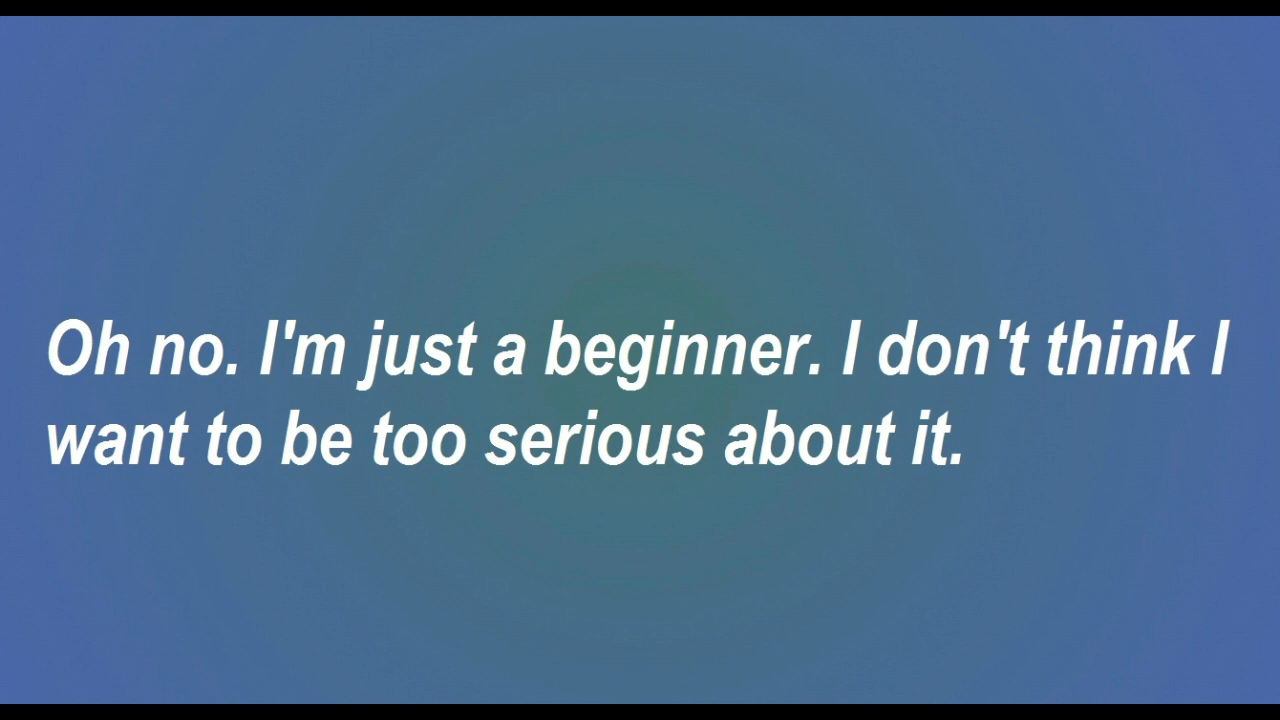 Oh no. I'm just a beginner. I don't think I
want to be too serious about it.